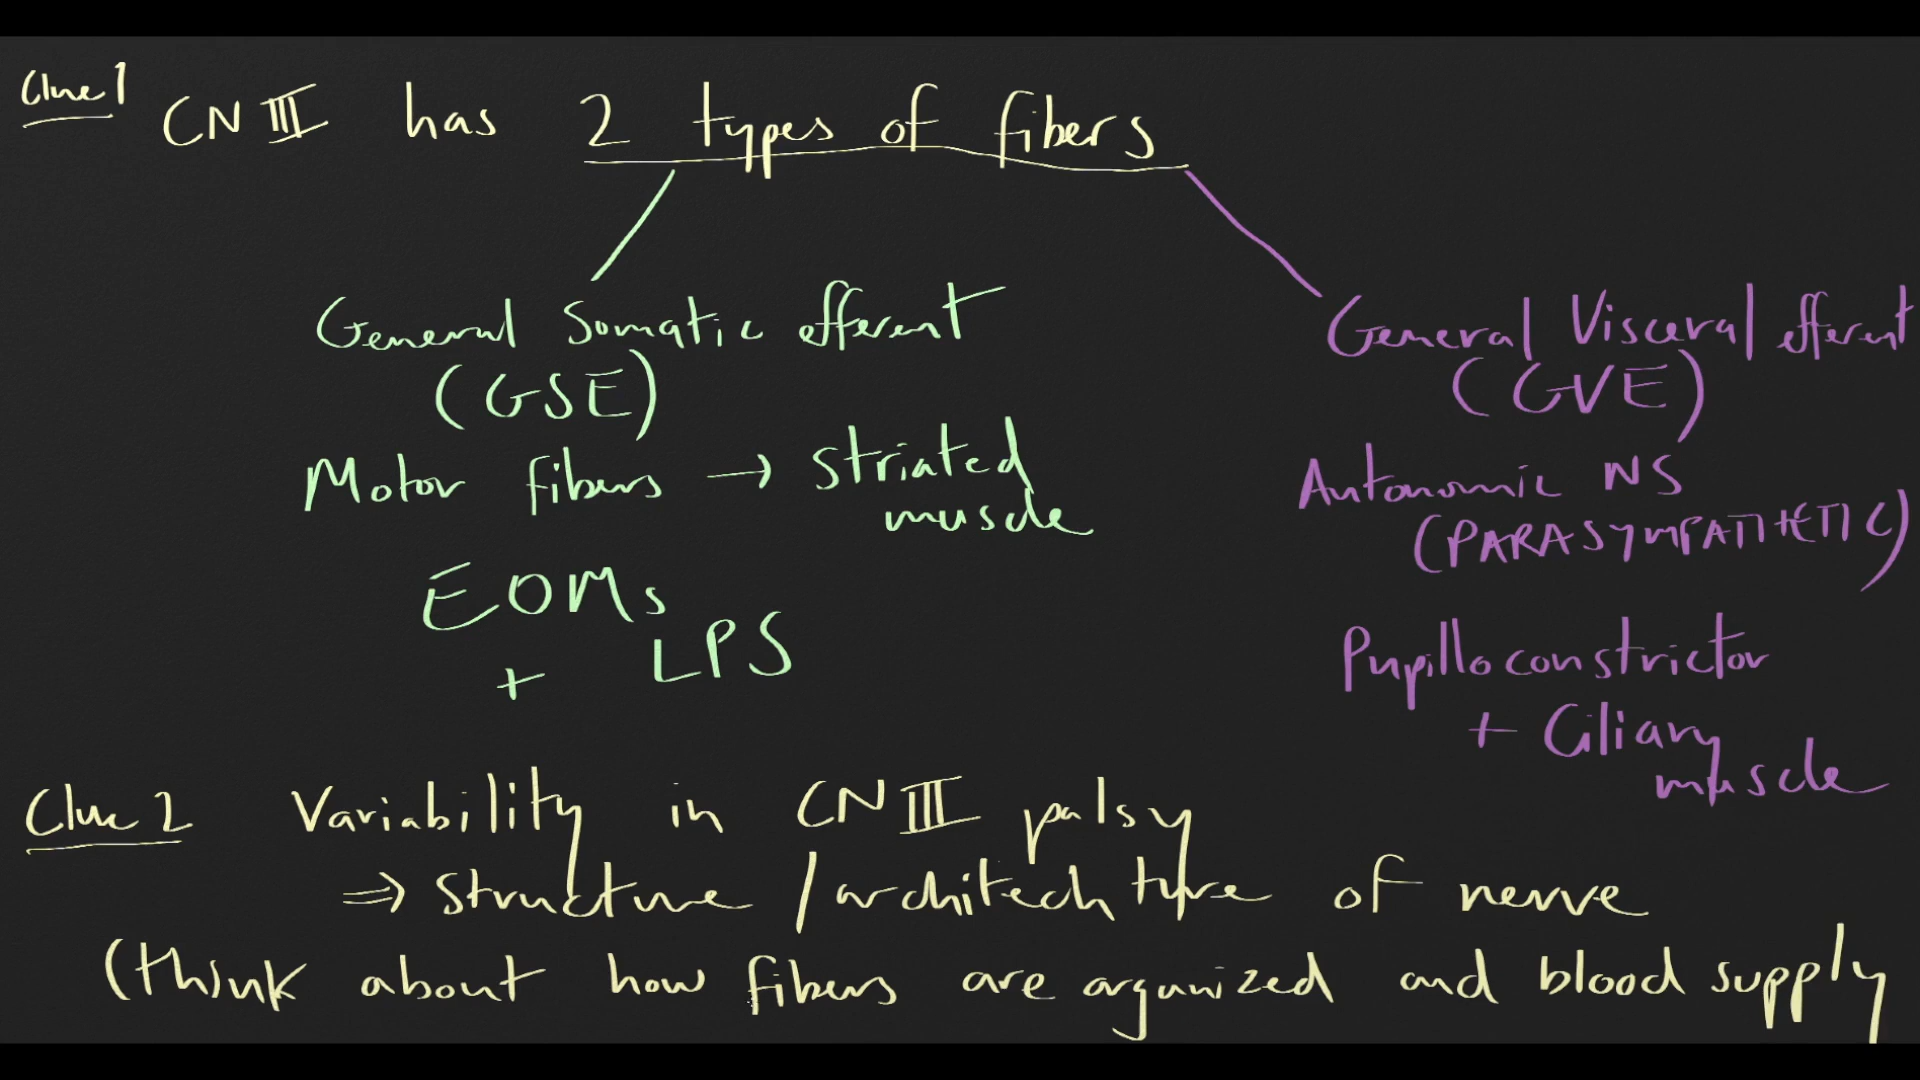 Clue 1
CN III has 2 types of fibers
General Somatic efferent
(GSE)
Motor fibers → striated
muscle
EOMs
+ LPS
General Visceral efferent
(GVE)
Autonomic NS
(PARASYMPATHETIC)
Pupilloconstrictor
+ Ciliary
muscle
Clue 2 Variability in CN III palsy
⇒ Structure / architechture of nerve
(think about how fibers are organized and blood supply